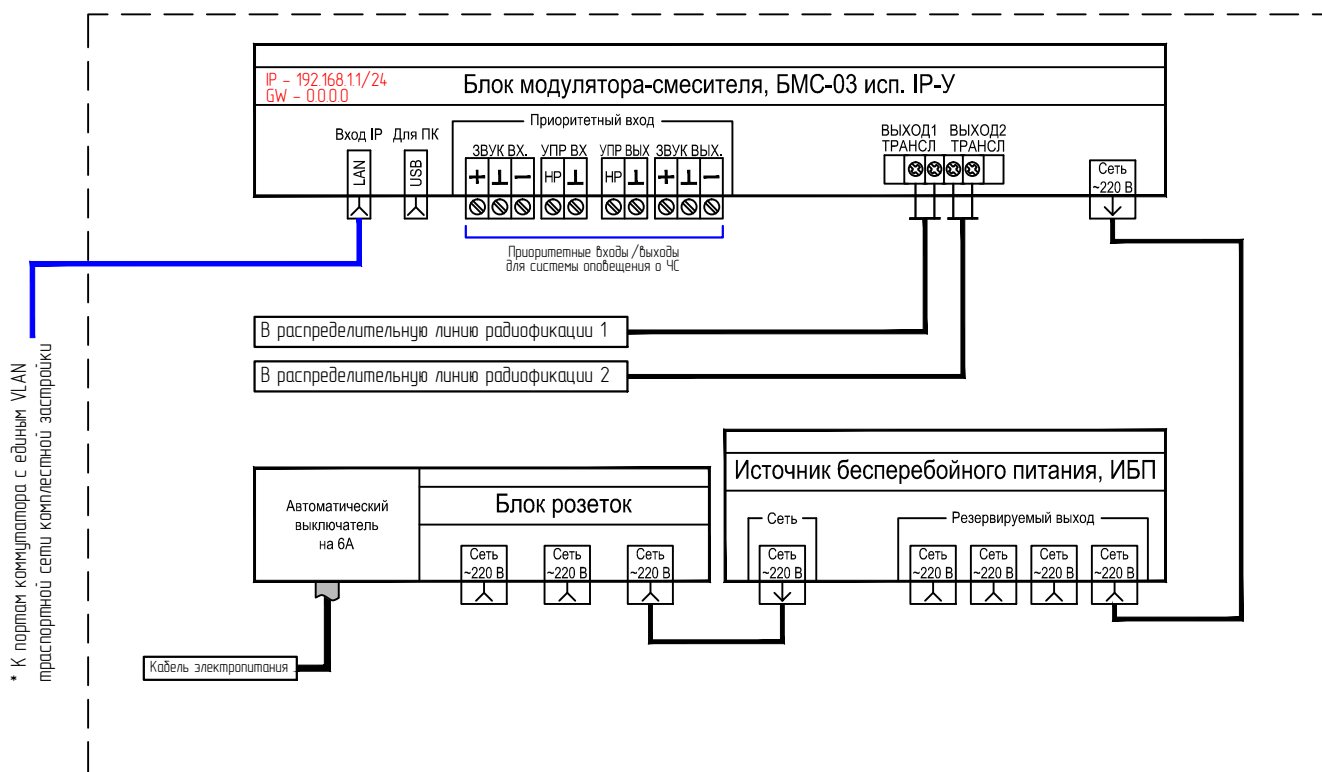 IP - 192.168.1.1/24
GW - 0.0.0.0
Блок модулятора-смесителя, БМС-03 исп. IP-У
Вход IP
Для ПК
Приоритетный вход
ЗВУК ВХ.
УПР ВХ
УПР ВЫХ
ЗВУК ВЫХ.
ВЫХОД1
ТРАНСЛ
ВЫХОД2
ТРАНСЛ
LAN
USB
+ ⊥ −
НР ⊥
НР ⊥
+ ⊥ −
Сеть
~220 В
Приоритетные входы/выходы
для системы оповещения о ЧС
В распределительную линию радиофикации 1
В распределительную линию радиофикации 2
* К портам коммутатора с единым VLAN
траспортной сети комплестной застройки
Автоматический
выключатель
на 6А
Блок розеток
Сеть
~220 В
Сеть
~220 В
Сеть
~220 В
Источник бесперебойного питания, ИБП
Сеть
Резервируемый выход
Сеть
~220 В
Сеть
~220 В
Сеть
~220 В
Сеть
~220 В
Сеть
~220 В
Кабель электропитания